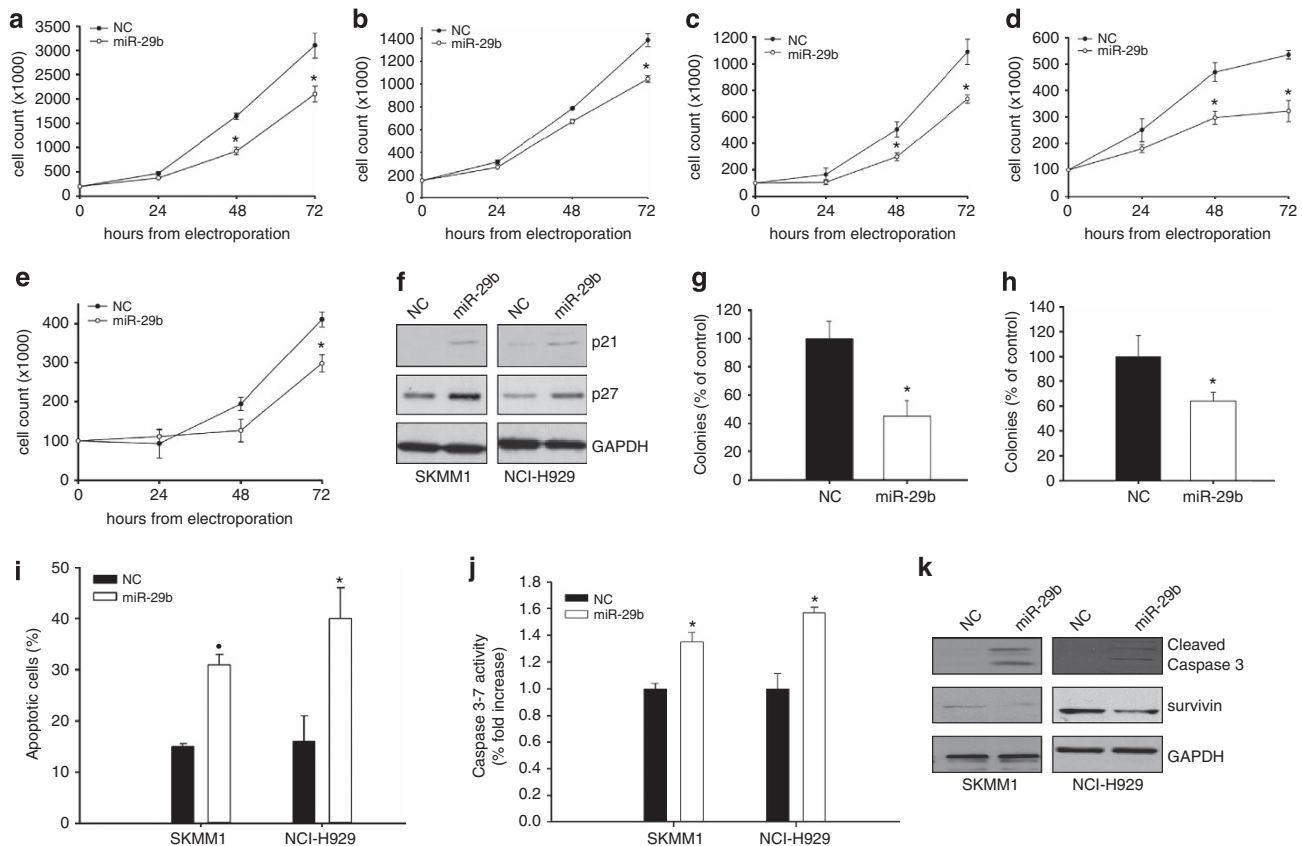 a
NC
miR-29b
cell count (x1000)
3500
3000
2500
2000
1500
1000
500
0
*
*
0 24 48 72
hours from electroporation
b
NC
miR-29b
cell count (x1000)
1400
1200
1000
800
600
400
200
0
*
0 24 48 72
hours from electroporation
c
NC
miR-29b
cell count (x1000)
1200
1000
800
600
400
200
0
*
*
0 24 48 72
hours from electroporation
d
NC
miR-29b
cell count (x1000)
600
500
400
300
200
100
0
*
*
0 24 48 72
hours from electroporation
e
NC
miR-29b
cell count (x1000)
400
300
200
100
0
*
0 24 48 72
hours from electroporation
f
NC miR-29b NC miR-29b
p21
p27
GAPDH
SKMM1 NCI-H929
g
Colonies (% of control)
120
100
80
60
40
20
0
*
NC miR-29b
h
Colonies (% of control)
140
120
100
80
60
40
20
0
*
NC miR-29b
i
NC
miR-29b
Apoptotic cells (%)
50
40
30
20
10
0
*
SKMM1 NCI-H929
j
NC
miR-29b
Caspase 3-7 activity
(% fold increase)
1.8
1.6
1.4
1.2
1.0
0.8
0.6
0.4
0.2
0.0
*
*
SKMM1 NCI-H929
k
NC miR-29b NC miR-29b
Cleaved
Caspase 3
survivin
GAPDH
SKMM1 NCI-H929